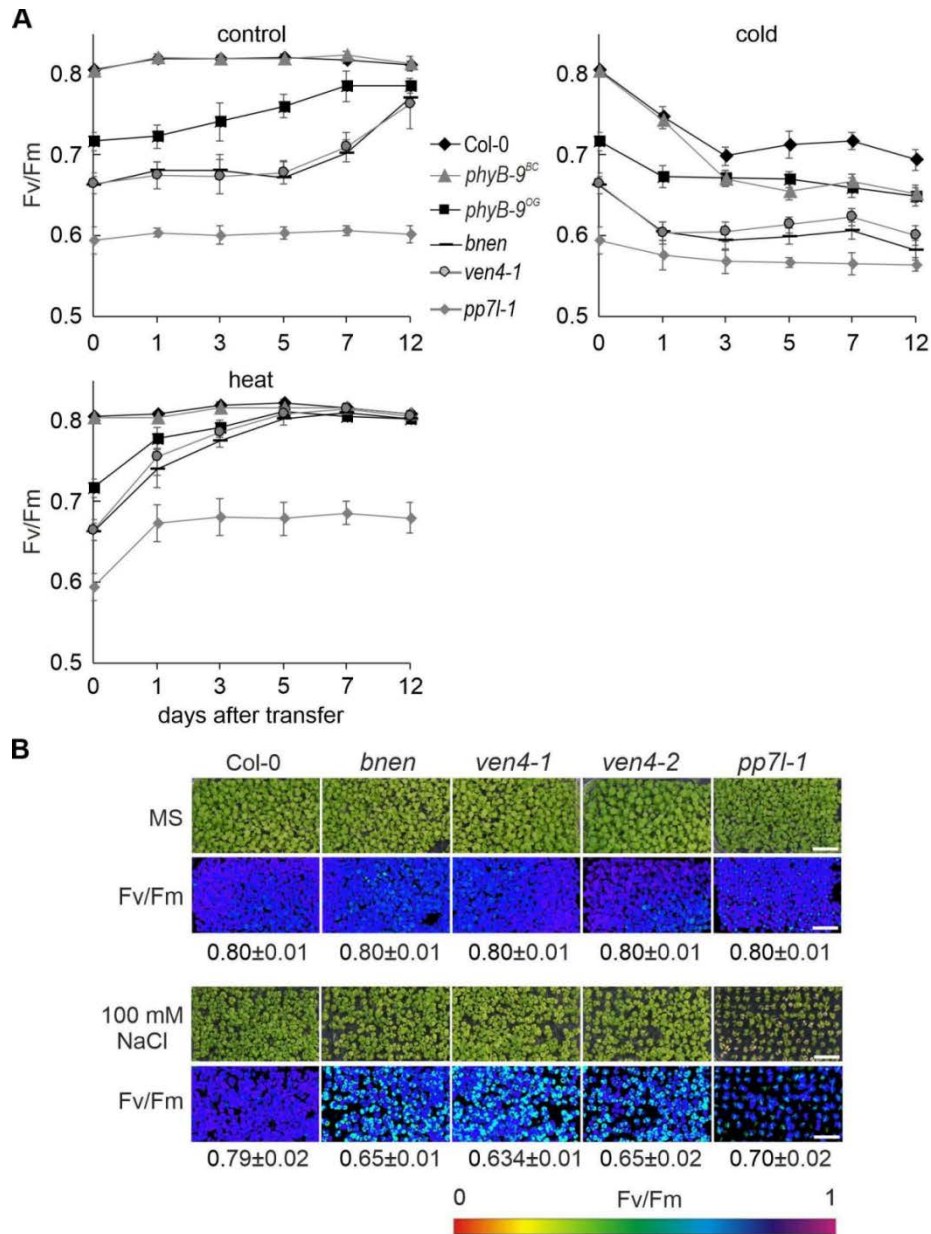 A
control
cold
0.8
0.7
0.6
0.5
Fv/Fm
0 1 3 5 7 12
Col-0
phyB-9BC
phyB-9OG
bnen
ven4-1
pp7l-1
0.8
0.7
0.6
0.5
0 1 3 5 7 12
heat
0.8
0.7
0.6
0.5
Fv/Fm
0 1 3 5 7 12
days after transfer
B
Col-0 bnen ven4-1 ven4-2 pp7l-1
MS
Fv/Fm
0.80±0.01 0.80±0.01 0.80±0.01 0.80±0.01 0.80±0.01
100 mM
NaCl
Fv/Fm
0.79±0.02 0.65±0.01 0.634±0.01 0.65±0.02 0.70±0.02
0 Fv/Fm 1